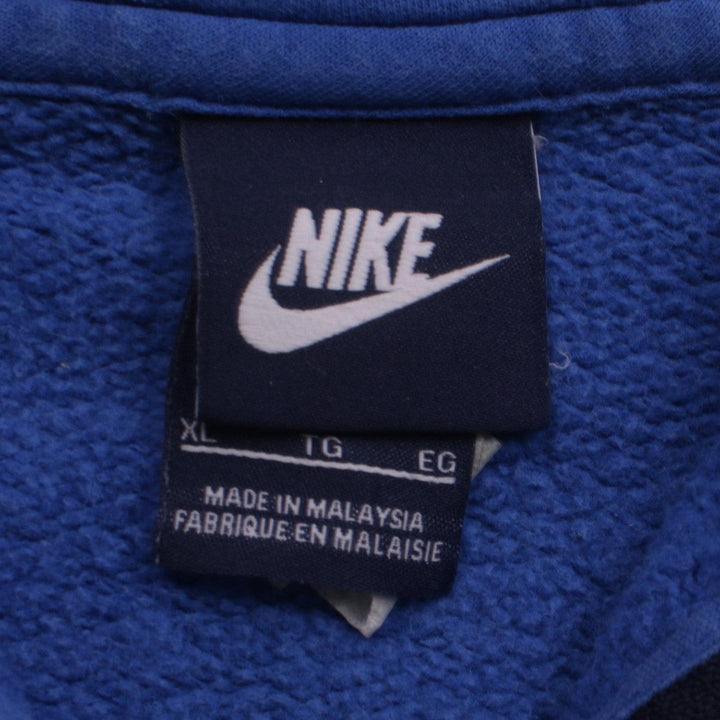 NIKE
XL TG EG
MADE IN MALAYSIA
FABRIQUE EN MALAISIE